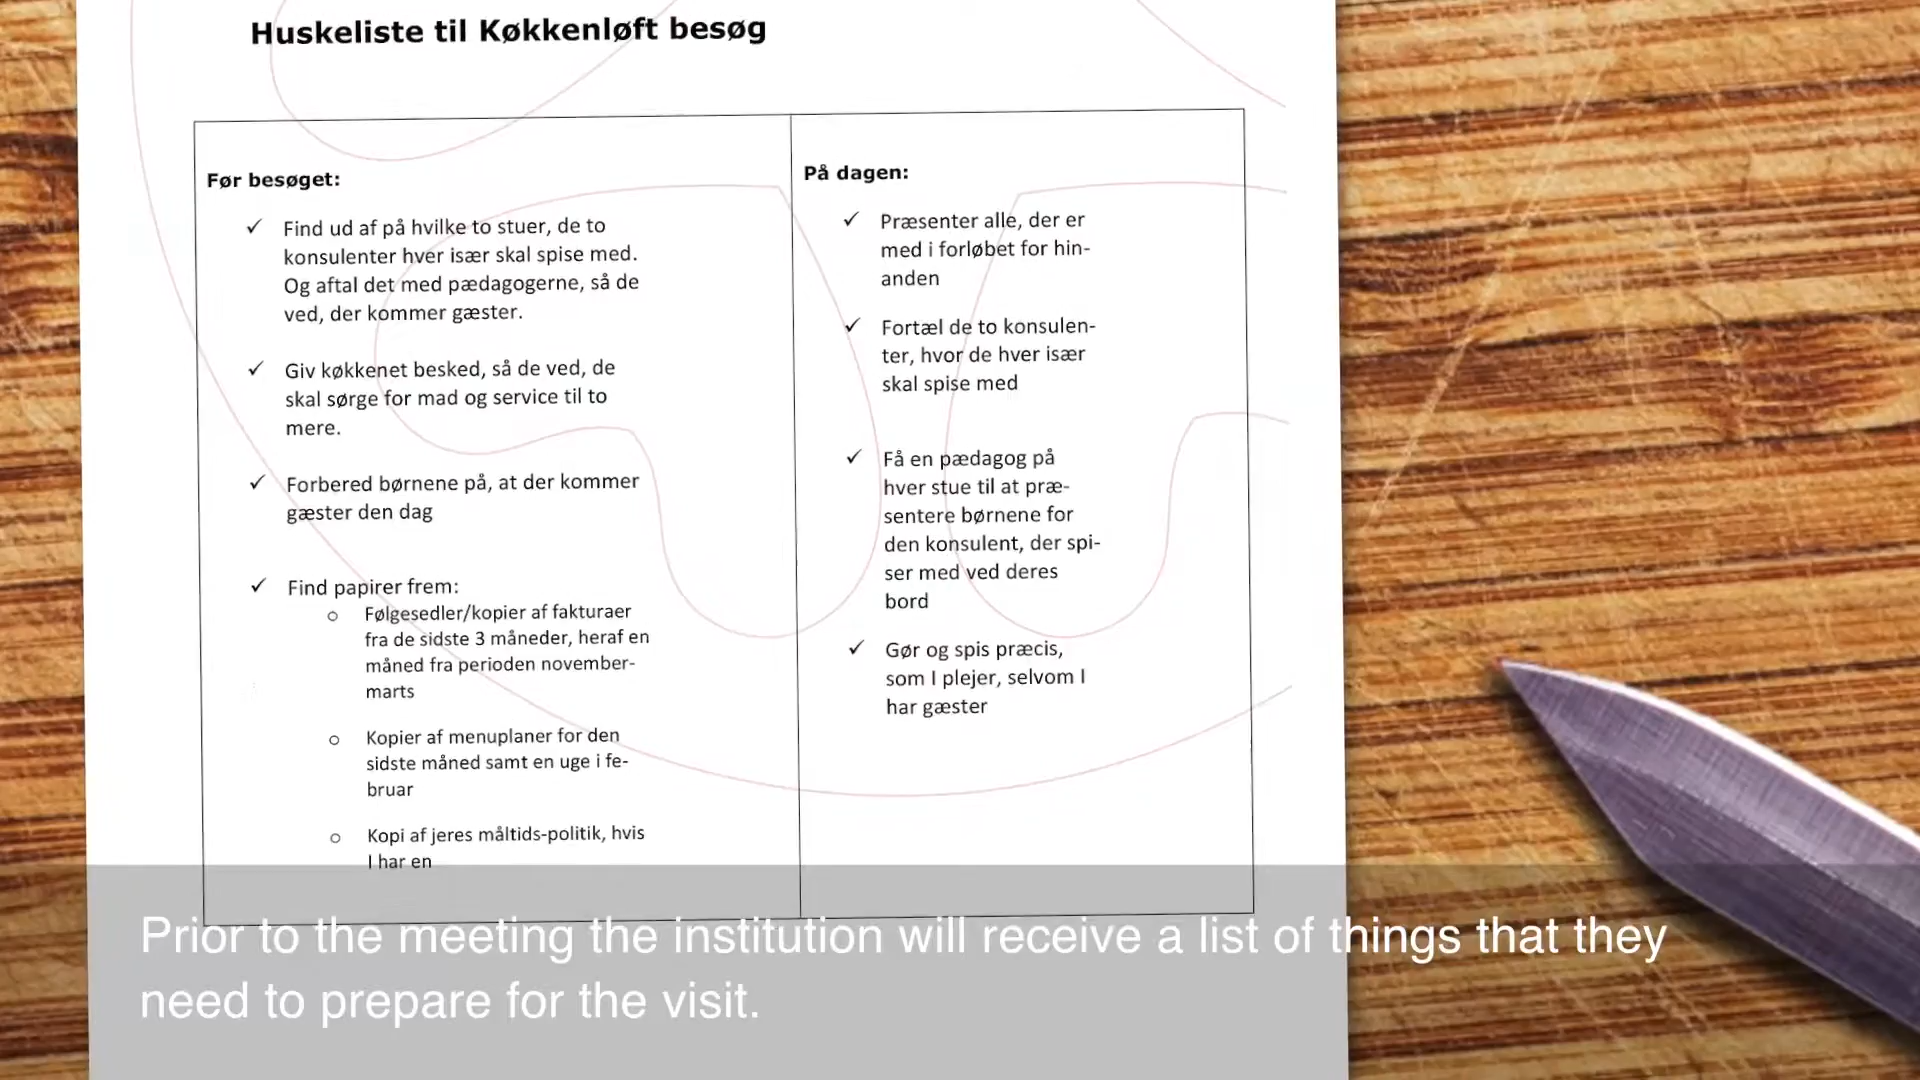 Huskeliste til Køkkenløft besøg
Før besøget:
✓ Find ud af på hvilke to stuer, de to
konsulenter hver især skal spise med.
Og aftal det med pædagogerne, så de
ved, der kommer gæster.
✓ Giv køkkenet besked, så de ved, de
skal sørge for mad og service til to
mere.
✓ Forbered børnene på, at der kommer
gæster den dag
✓ Find papirer frem:
o Følgesedler/kopier af fakturaer
fra de sidste 3 måneder, heraf en
måned fra perioden november-
marts
o Kopier af menuplaner for den
sidste måned samt en uge i fe-
bruar
o Kopi af jeres måltids-politik, hvis
I har en
På dagen:
✓ Præsenter alle, der er
med i forløbet for hin-
anden
✓ Fortæl de to konsulen-
ter, hvor de hver især
skal spise med
✓ Få en pædagog på
hver stue til at præ-
sentere børnene for
den konsulent, der spi-
ser med ved deres
bord
✓ Gør og spis præcis,
som I plejer, selvom I
har gæster
Prior to the meeting the institution will receive a list of things that they
need to prepare for the visit.